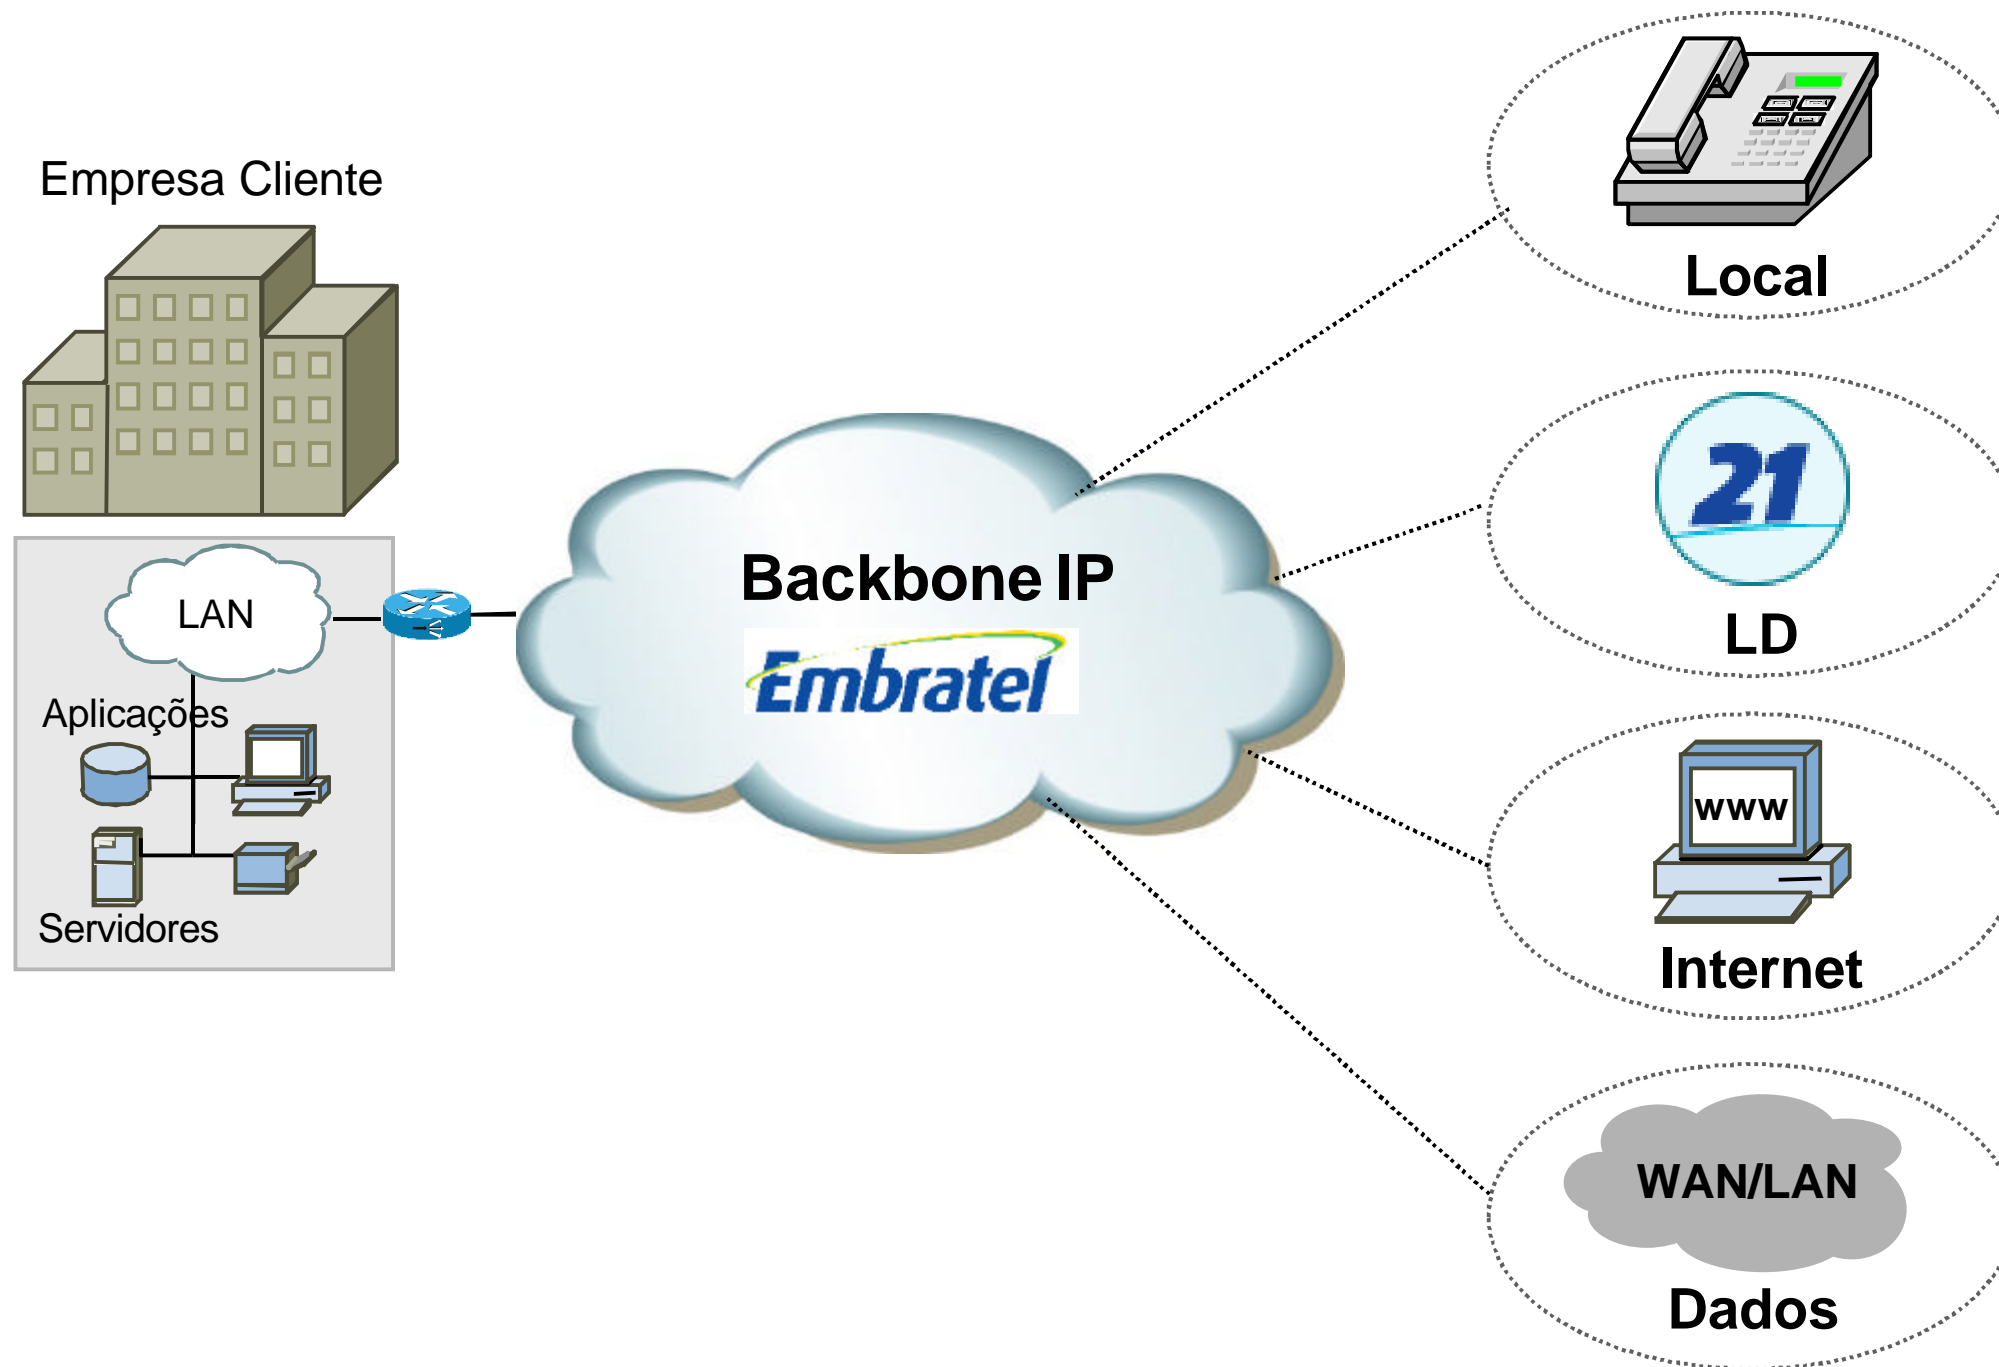 Empresa Cliente
LAN
Aplicações
Servidores
Backbone IP
Embratel
Local
21
LD
www
Internet
WAN/LAN
Dados